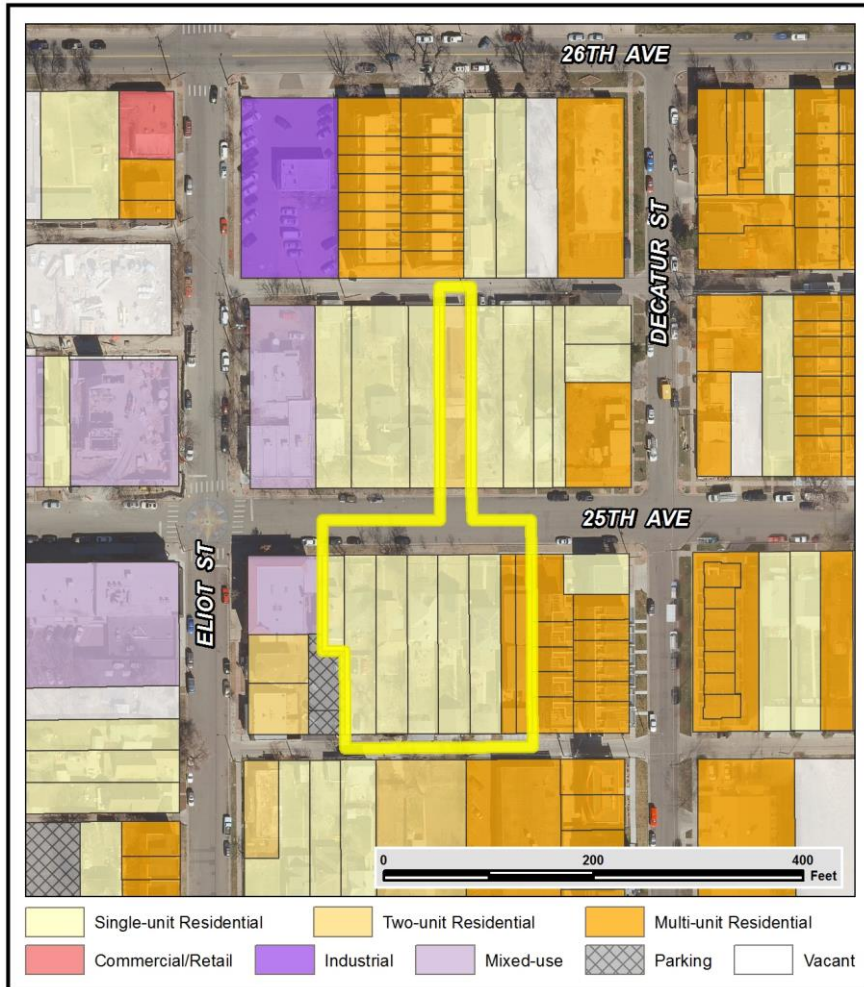 26TH AVE
DECATUR ST
25TH AVE
ELIOT ST
0 200 400
Feet
Single-unit Residential Two-unit Residential Multi-unit Residential
Commercial/Retail Industrial Mixed-use Parking Vacant